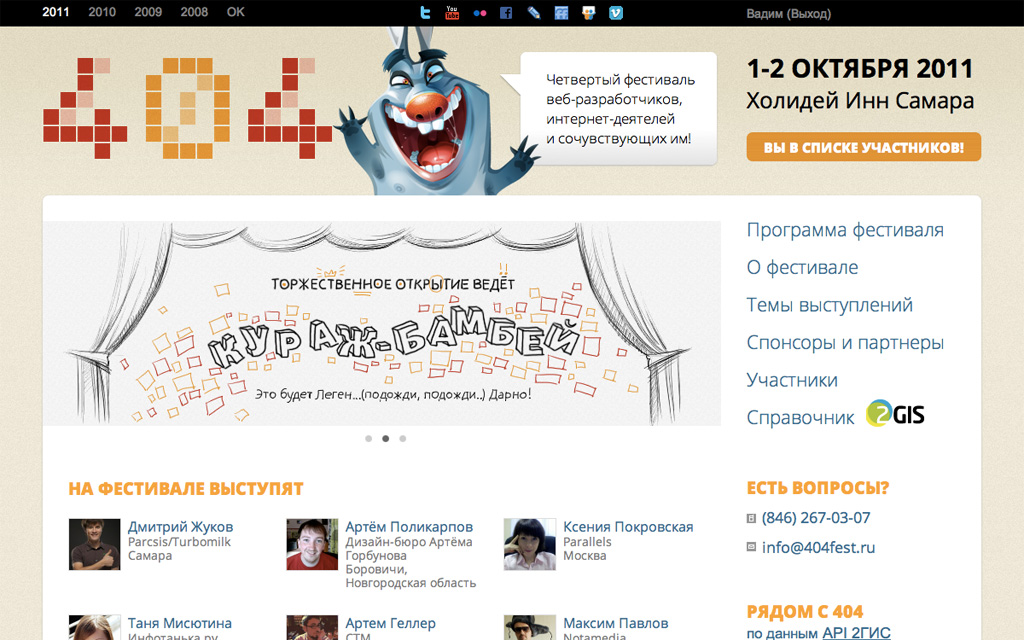 2011 2010 2009 2008 ОК
You Tube
Вадим (Выход)
404
Четвертый фестиваль
веб-разработчиков,
интернет-деятелей
и сочувствующих им!
1-2 ОКТЯБРЯ 2011
Холидей Инн Самара
ВЫ В СПИСКЕ УЧАСТНИКОВ!
ТОРЖЕСТВЕННОЕ ОТКРЫТИЕ ВЕДЁТ
КУРАЖ-БАМБЕЙ
Это будет Леген...(подожди, подожди..) Дарно!
Программа фестиваля
О фестивале
Темы выступлений
Спонсоры и партнеры
Участники
Справочник 2GIS
НА ФЕСТИВАЛЕ ВЫСТУПЯТ
Дмитрий Жуков
Parcsis/Turbomilk
Самара
Артём Поликарпов
Дизайн-бюро Артёма
Горбунова
Боровичи,
Новгородская область
Ксения Покровская
Parallels
Москва
Таня Мисютина
Инфотанька.ру
Артем Геллер
СТМ
Максим Павлов
Notamedia
ЕСТЬ ВОПРОСЫ?
(846) 267-03-07
info@404fest.ru
РЯДОМ С 404
по данным API 2ГИС